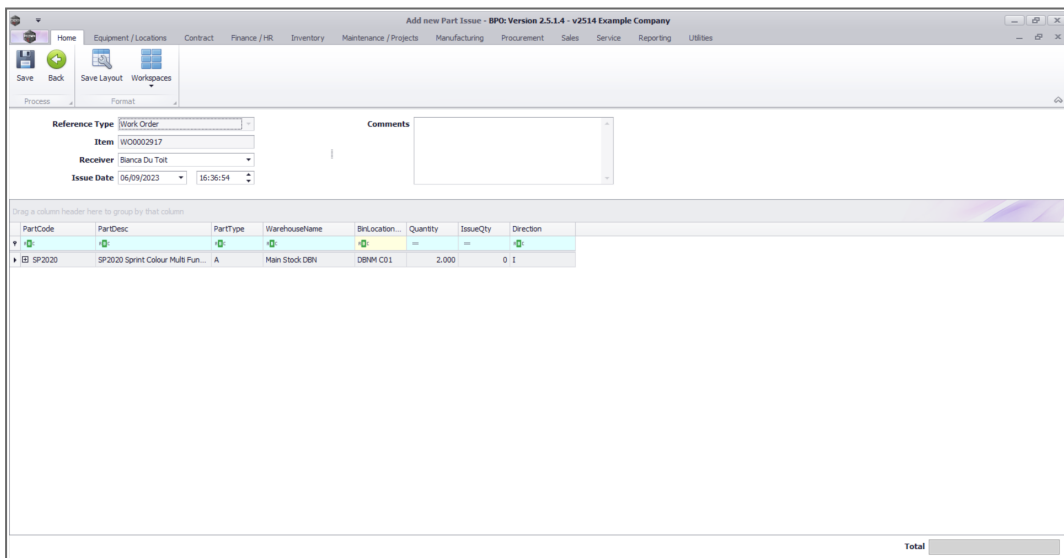 Add new Part Issue - BPO: Version 2.5.1.4 - v2514 Example Company
Home Equipment / Locations Contract Finance / HR Inventory Maintenance / Projects Manufacturing Procurement Sales Service Reporting Utilities
Save Back Save Layout Workspaces
Process Format
Reference Type Work Order Comments
Item WO0002917
Receiver Bianca Du Toit
Issue Date 06/09/2023 16:36:54
Drag a column header here to group by that column
PartCode PartDesc PartType WarehouseName BinLocation... Quantity IssueQty Direction
= =
SP2020 SP2020 Sprint Colour Multi Fun... A Main Stock DBN DBNM C01 2.000 0 I
Total